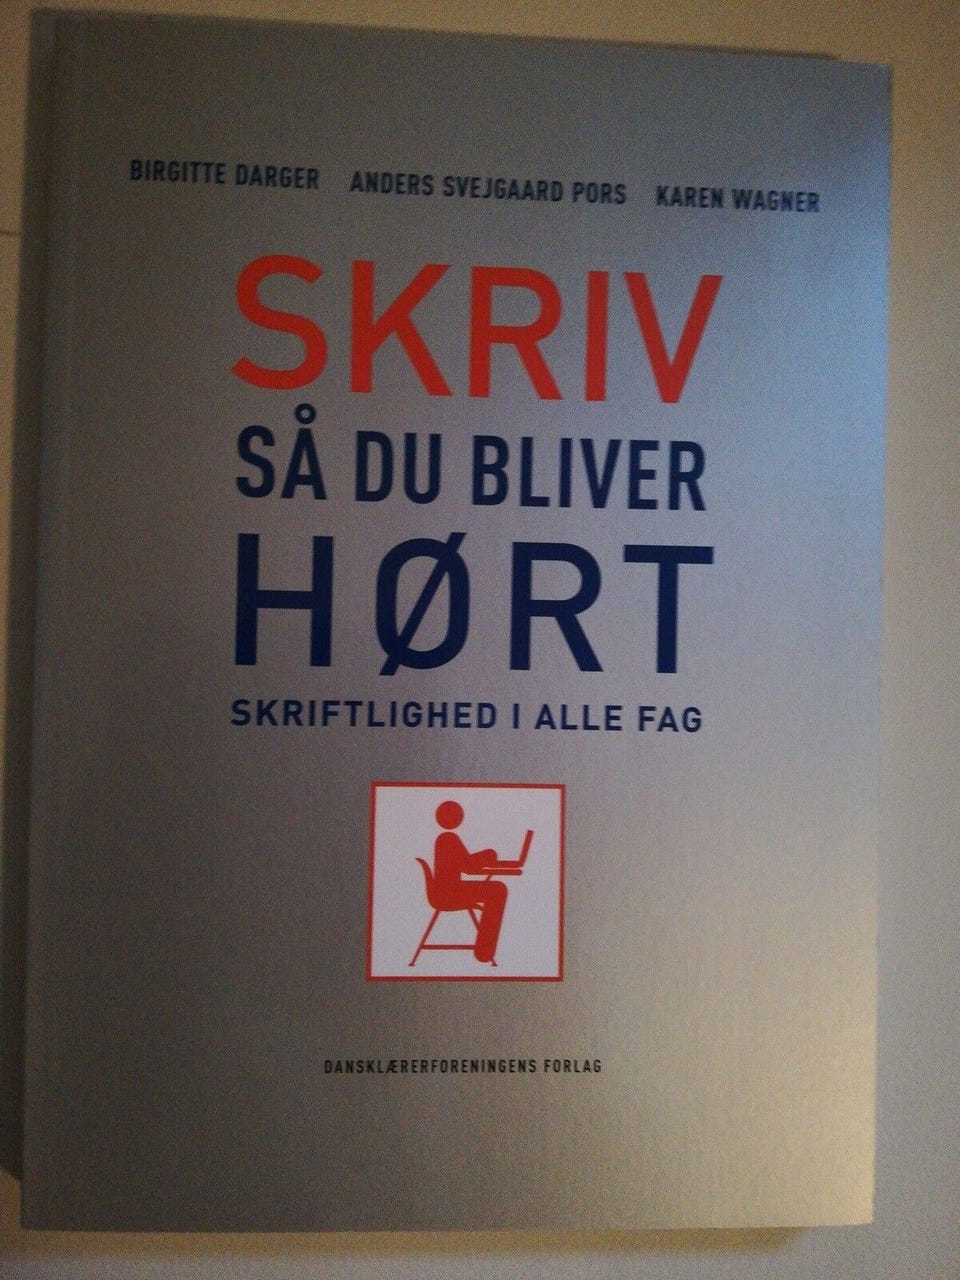 BIRGITTE DARGER ANDERS SVEJGAARD PORS KAREN WAGNER
SKRIV
SÅ DU BLIVER
HØRT
SKRIFTLIGHED I ALLE FAG
DANSKLÆRERFORENINGENS FORLAG